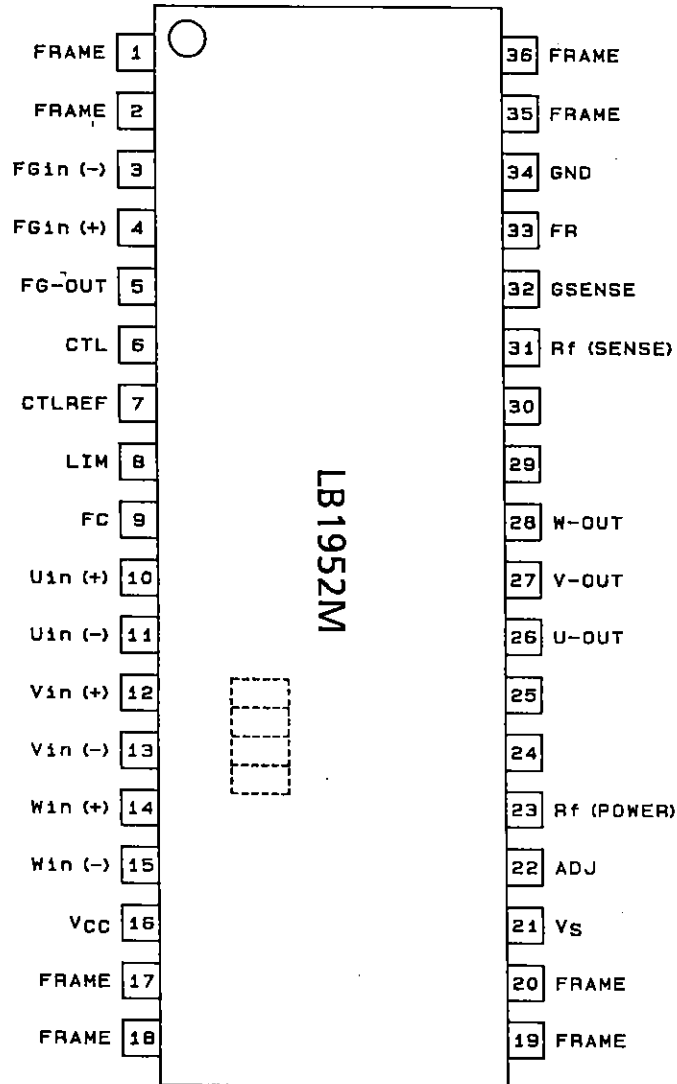 FRAME 1
FRAME 2
FGin (-) 3
FGin (+) 4
FG-OUT 5
CTL 6
CTLREF 7
LIM 8
FC 9
Uin (+) 10
Uin (-) 11
Vin (+) 12
Vin (-) 13
Win (+) 14
Win (-) 15
VCC 16
FRAME 17
FRAME 18
LB1952M
36 FRAME
35 FRAME
34 GND
33 FR
32 GSENSE
31 Rf (SENSE)
30
29
28 W-OUT
27 V-OUT
26 U-OUT
25
24
23 Rf (POWER)
22 ADJ
21 VS
20 FRAME
19 FRAME